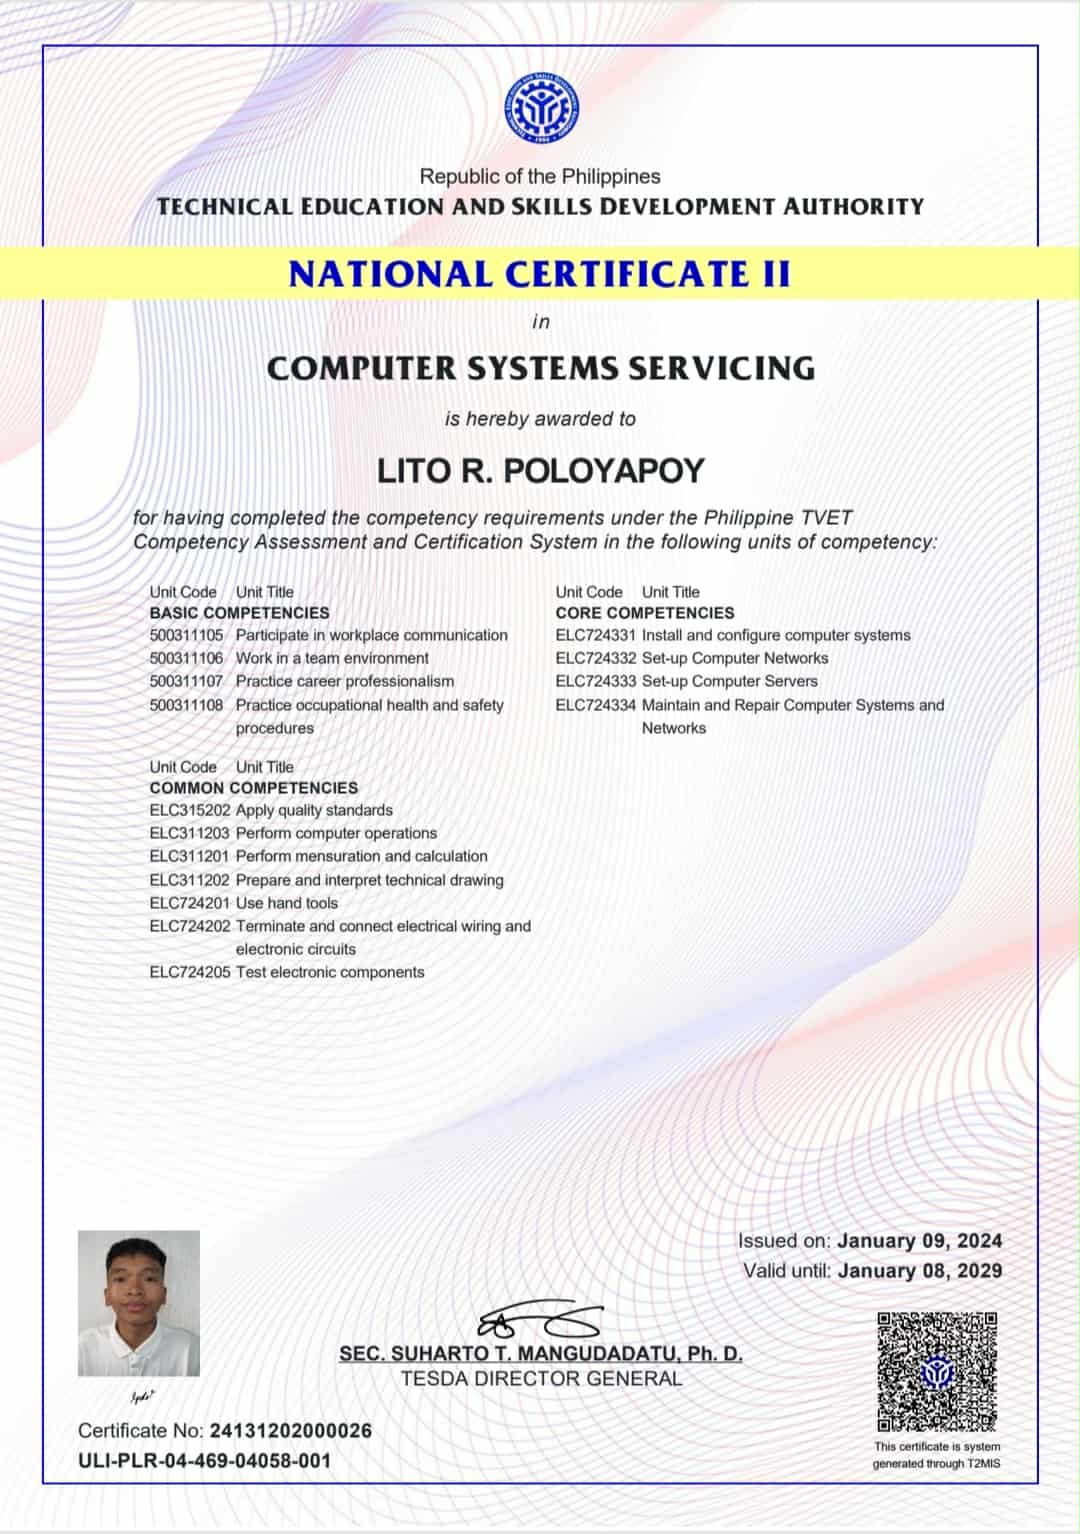 TECHNICAL EDUCATION AND SKILLS DEVELOPMENT AUTHORITY
1994
Republic of the Philippines
TECHNICAL EDUCATION AND SKILLS DEVELOPMENT AUTHORITY
NATIONAL CERTIFICATE II
in
COMPUTER SYSTEMS SERVICING
is hereby awarded to
LITO R. POLOYAPOY
for having completed the competency requirements under the Philippine TVET
Competency Assessment and Certification System in the following units of competency:
Unit Code Unit Title
BASIC COMPETENCIES
500311105 Participate in workplace communication
500311106 Work in a team environment
500311107 Practice career professionalism
500311108 Practice occupational health and safety
procedures
Unit Code Unit Title
COMMON COMPETENCIES
ELC315202 Apply quality standards
ELC311203 Perform computer operations
ELC311201 Perform mensuration and calculation
ELC311202 Prepare and interpret technical drawing
ELC724201 Use hand tools
ELC724202 Terminate and connect electrical wiring and
electronic circuits
ELC724205 Test electronic components
Unit Code Unit Title
CORE COMPETENCIES
ELC724331 Install and configure computer systems
ELC724332 Set-up Computer Networks
ELC724333 Set-up Computer Servers
ELC724334 Maintain and Repair Computer Systems and
Networks
Issued on: January 09, 2024
Valid until: January 08, 2029
SEC. SUHARTO T. MANGUDADATU, Ph. D.
TESDA DIRECTOR GENERAL
Certificate No: 24131202000026
ULI-PLR-04-469-04058-001
This certificate is system
generated through T2MIS